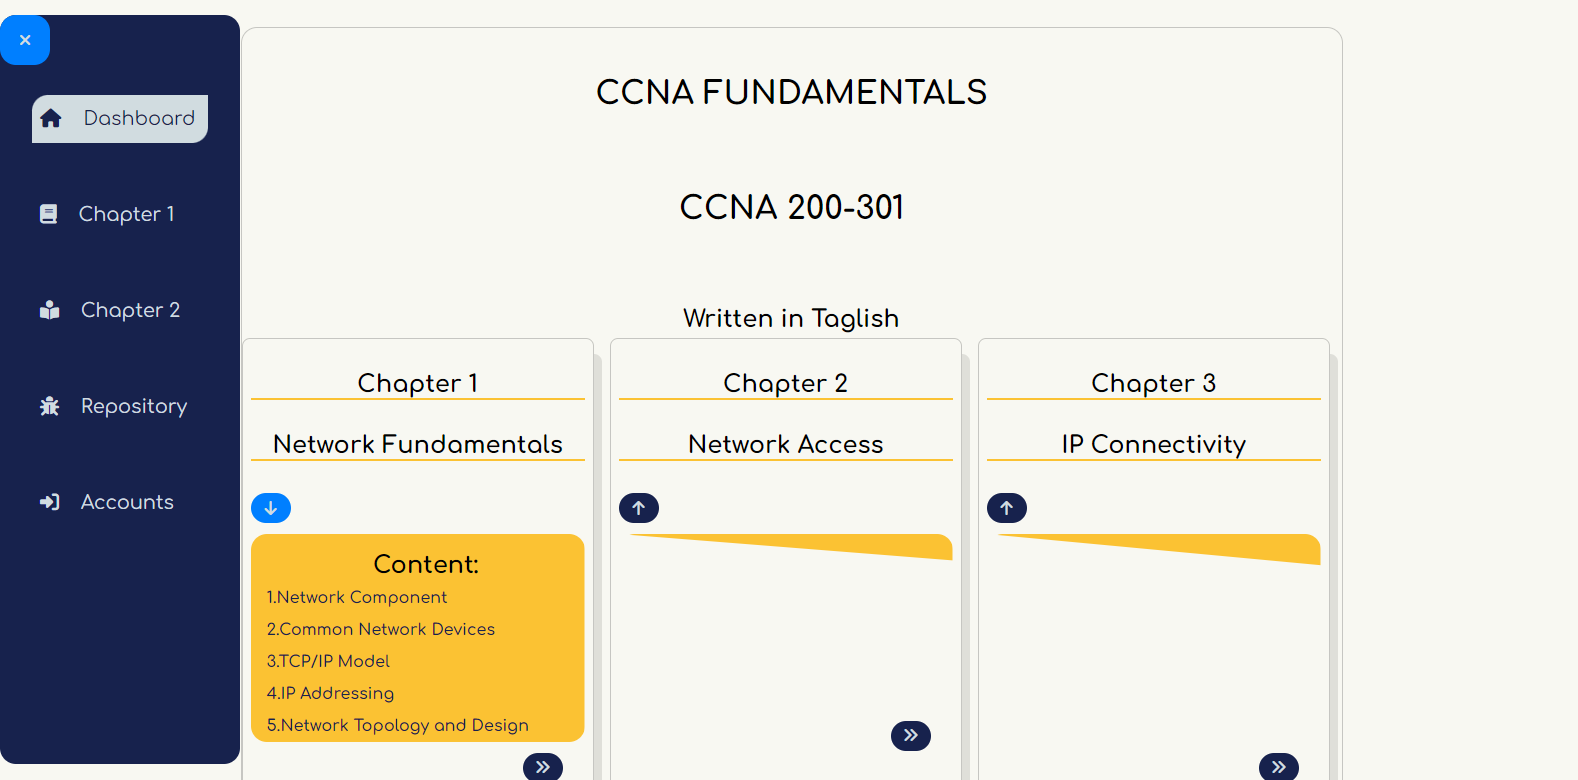 Dashboard
Chapter 1
Chapter 2
Repository
Accounts
CCNA FUNDAMENTALS
CCNA 200-301
Written in Taglish
Chapter 1
Network Fundamentals
Content:
1.Network Component
2.Common Network Devices
3.TCP/IP Model
4.IP Addressing
5.Network Topology and Design
Chapter 2
Network Access
Chapter 3
IP Connectivity